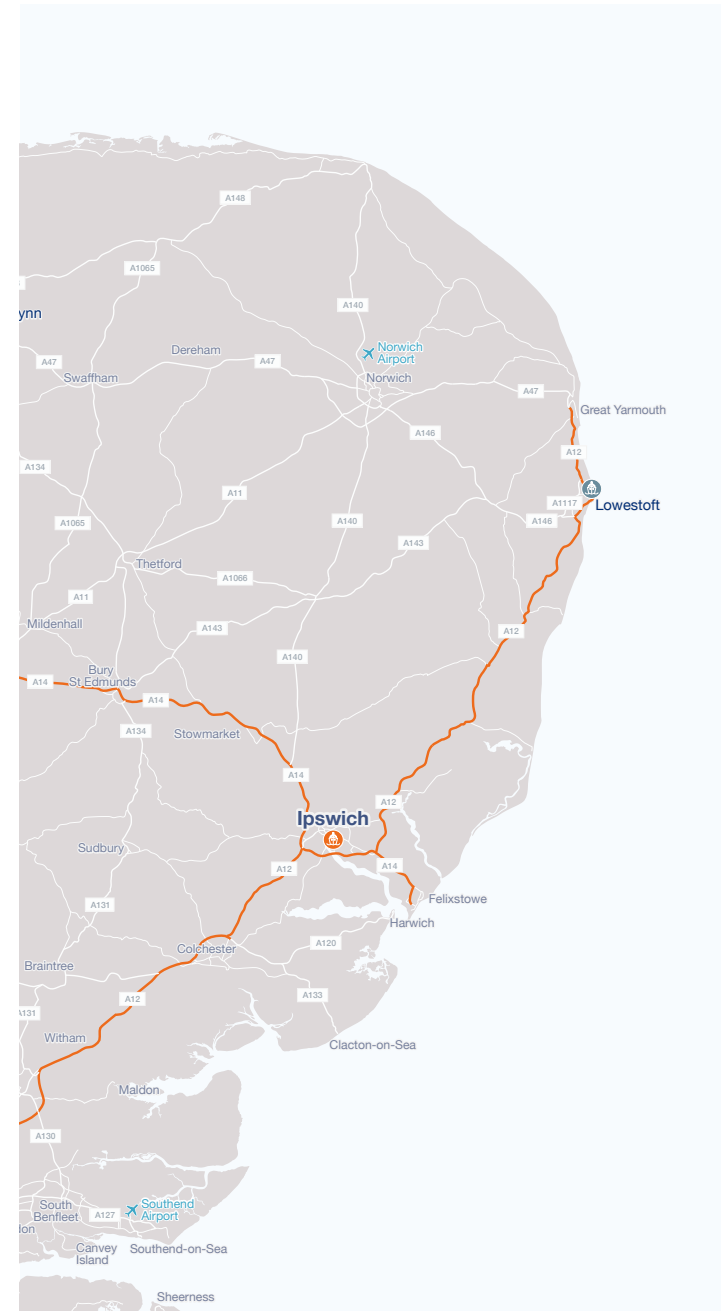 A148
A1065
A140
ynn
Norwich
Airport
Dereham
A47
A47
Swaffham
Norwich
A47
Great Yarmouth
A146
A12
A134
A11
A1117
Lowestoft
A1065
A140
A146
A143
Thetford
A1066
A11
Mildenhall
A143
A12
A140
Bury
St Edmunds
A14
A14
A134
Stowmarket
A14
A12
Ipswich
Sudbury
A12
A14
A131
Felixstowe
Harwich
A120
Colchester
Braintree
A133
A12
A131
Witham
Clacton-on-Sea
Maldon
A130
South
Benfleet
A127
Southend
Airport
don
Canvey
Island
Southend-on-Sea
Sheerness